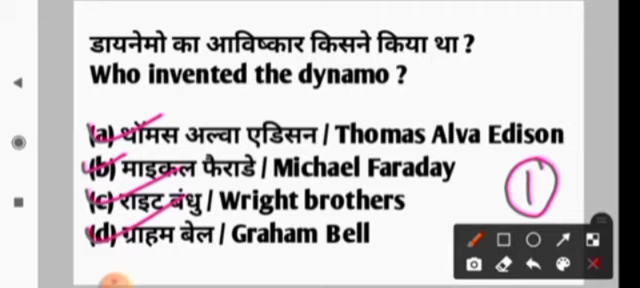 डायनेमो का आविष्कार किसने किया था ?
Who invented the dynamo ?
(a) थॉमस अल्वा एडिसन / Thomas Alva Edison
(b) माइकल फैराडे / Michael Faraday
(c) राइट बंधु / Wright brothers
(d) ग्राहम बेल / Graham Bell
1